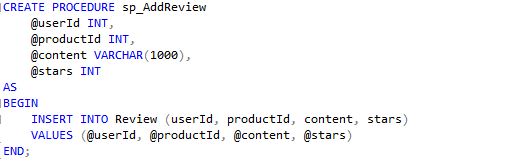 CREATE PROCEDURE sp_AddReview
@userId INT,
@productId INT,
@content VARCHAR(1000),
@stars INT
AS
BEGIN
INSERT INTO Review (userId, productId, content, stars)
VALUES (@userId, @productId, @content, @stars)
END;